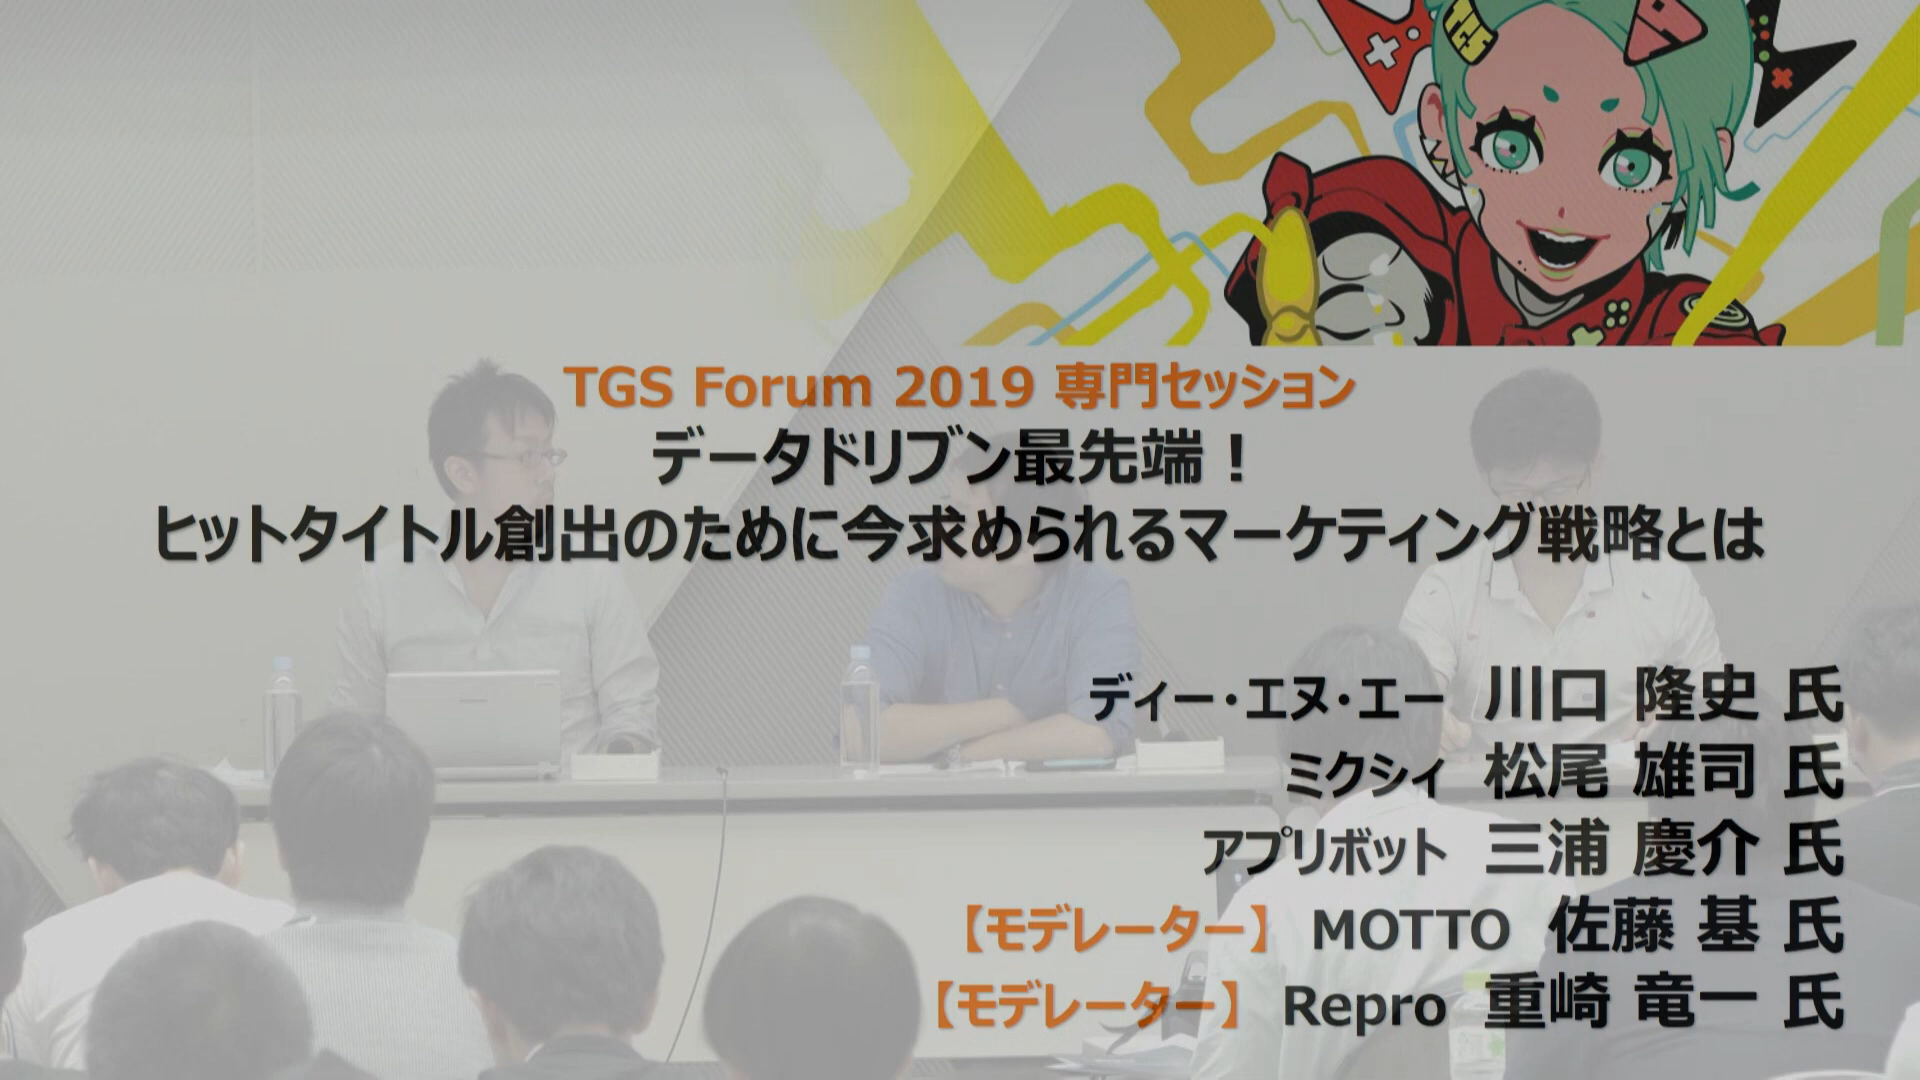 TGS
TGS Forum 2019 専門セッション
データドリブン最先端！
ヒットタイトル創出のために今求められるマーケティング戦略とは
ディー・エヌ・エー 川口 隆史 氏
ミクシィ 松尾 雄司 氏
アプリボット 三浦 慶介 氏
【モデレーター】 MOTTO 佐藤 基 氏
【モデレーター】 Repro 重崎 竜一 氏